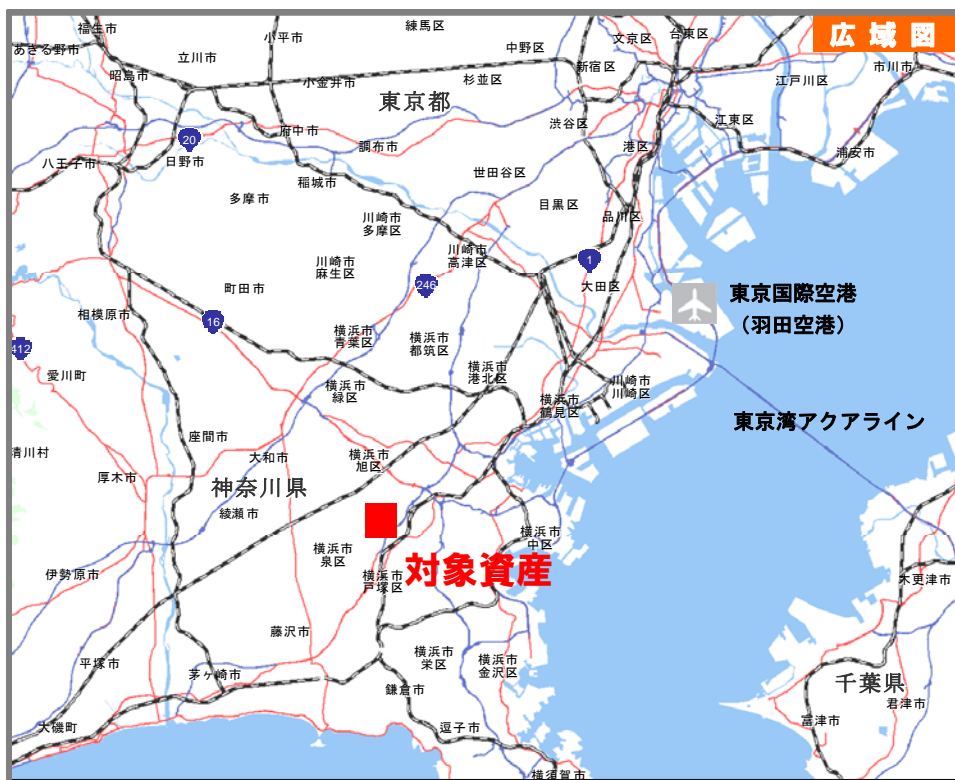 広域図
福生市
小平市
練馬区
文京区
台東区
あきる野市
立川市
中野区
新宿区
市川市
昭島市
小金井市
杉並区
江戸川区
東京都
20
府中市
渋谷区
江東区
八王子市
日野市
調布市
港区
浦安市
稲城市
世田谷区
多摩市
目黒区
品川区
川崎市
多摩区
川崎市
高津区
1
川崎市
麻生区
246
大田区
町田市
東京国際空港
(羽田空港)
相模原市
16
横浜市
青葉区
横浜市
都筑区
412
愛川町
横浜市
港北区
横浜市
緑区
川崎市
川崎区
横浜市
鶴見区
東京湾アクアライン
座間市
清川村
大和市
横浜市
旭区
厚木市
神奈川県
綾瀬市
横浜市
中区
横浜市
泉区
対象資産
伊勢原市
横浜市
戸塚区
木更津市
藤沢市
平塚市
横浜市
栄区
横浜市
金沢区
茅ヶ崎市
鎌倉市
千葉県
君津市
大磯町
逗子市
富津市
横須賀市